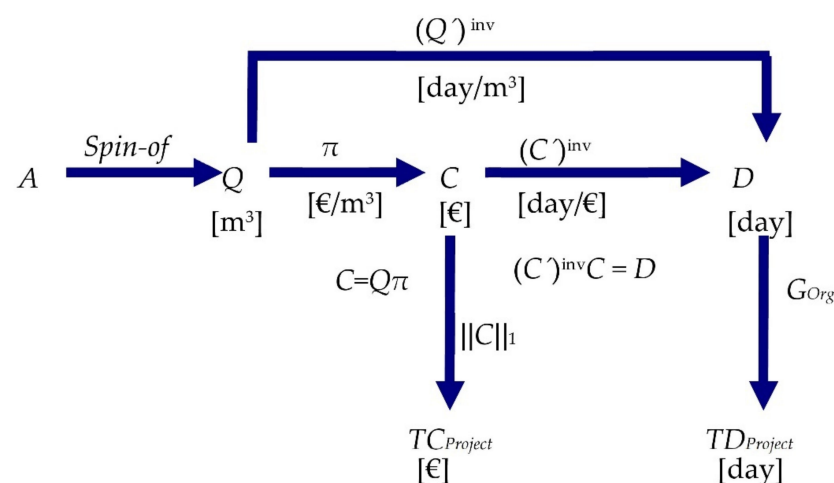 (Q´) inv
[day/m³]
Spin-of
π
(C´)inv
A
Q
C
D
[m³]
[€/m³]
[€]
[day/€]
[day]
C=Qπ
(C´)invC = D
GOrg
||C||1
TCProject
TDProject
[€]
[day]